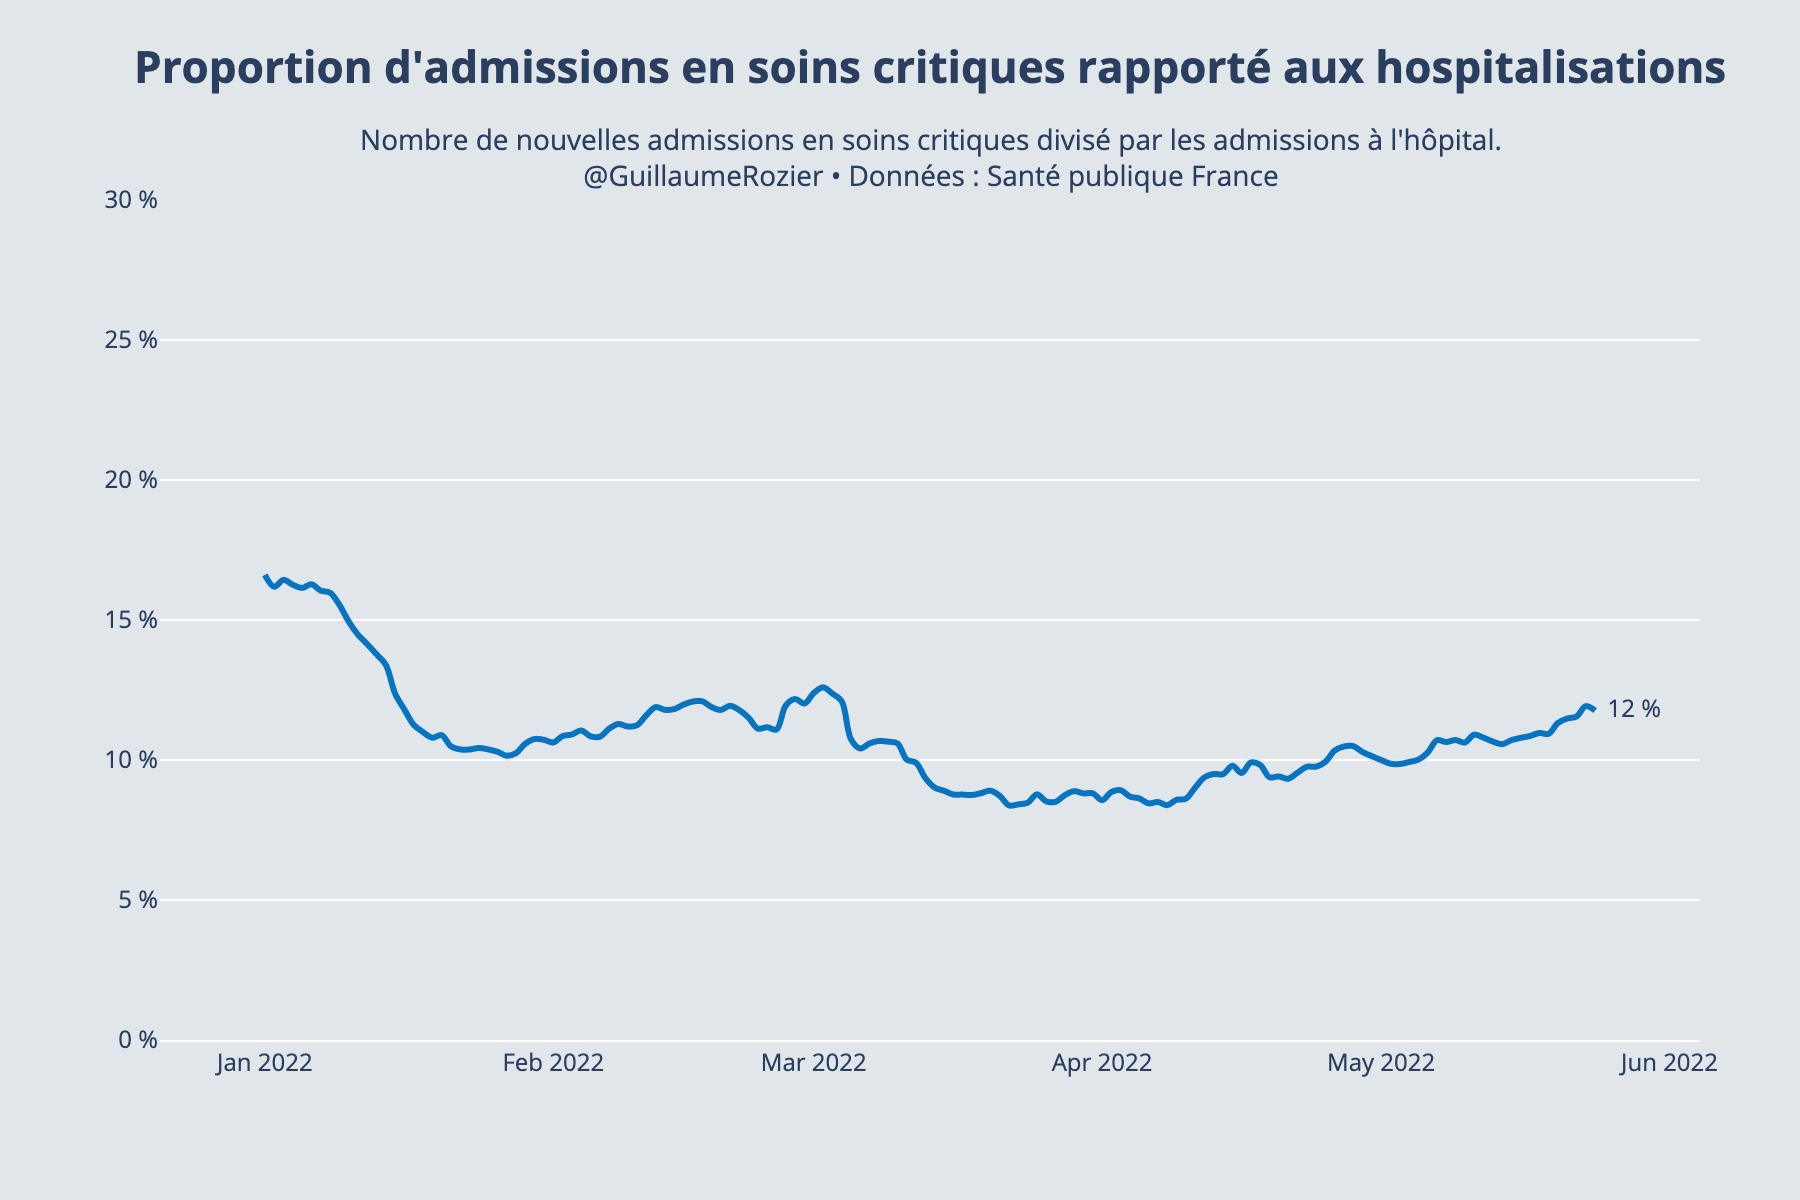 Proportion d'admissions en soins critiques rapporté aux hospitalisations
Nombre de nouvelles admissions en soins critiques divisé par les admissions à l'hôpital.
@GuillaumeRozier • Données : Santé publique France
30 %
25 %
20 %
15 %
12 %
10 %
5 %
0 %
Jan 2022
Feb 2022
Mar 2022
Apr 2022
May 2022
Jun 2022